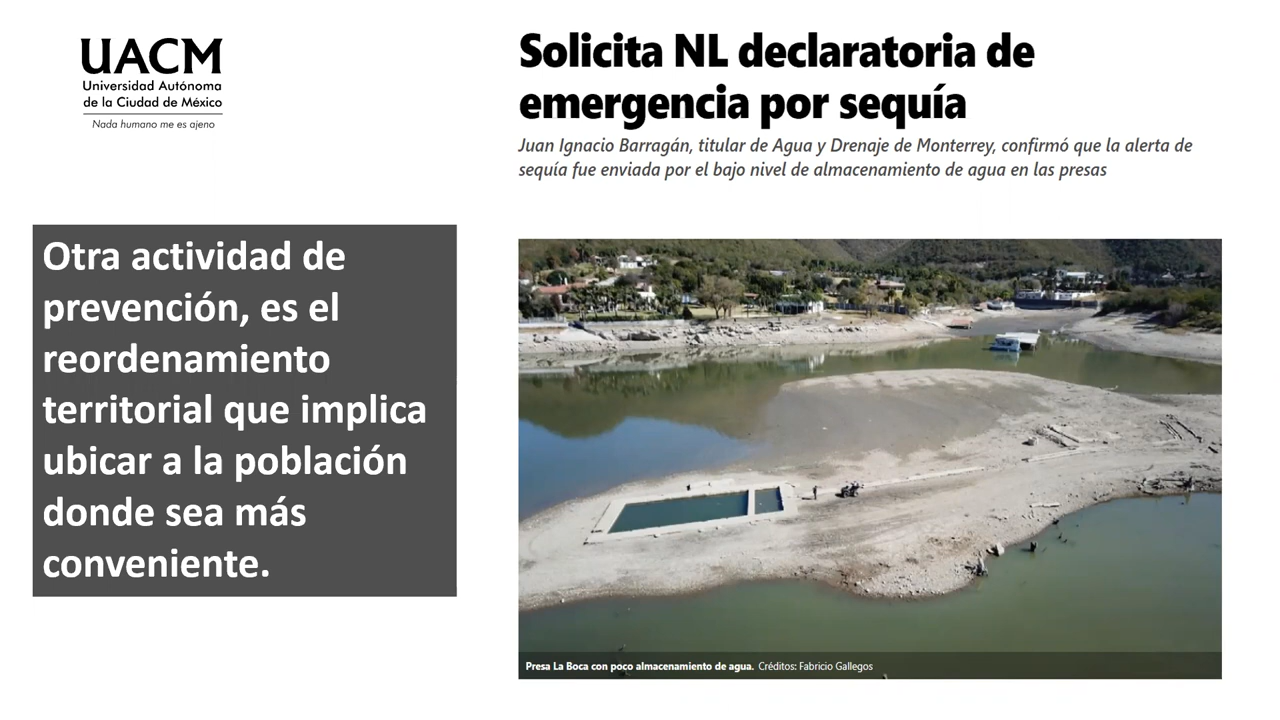 UACM
Universidad Autónoma
de la Ciudad de México
Nada humano me es ajeno
Solicita NL declaratoria de
emergencia por sequía
Juan Ignacio Barragán, titular de Agua y Drenaje de Monterrey, confirmó que la alerta de
sequía fue enviada por el bajo nivel de almacenamiento de agua en las presas
Otra actividad de
prevención, es el
reordenamiento
territorial que implica
ubicar a la población
donde sea más
conveniente.
Presa La Boca con poco almacenamiento de agua. Créditos: Fabricio Gallegos